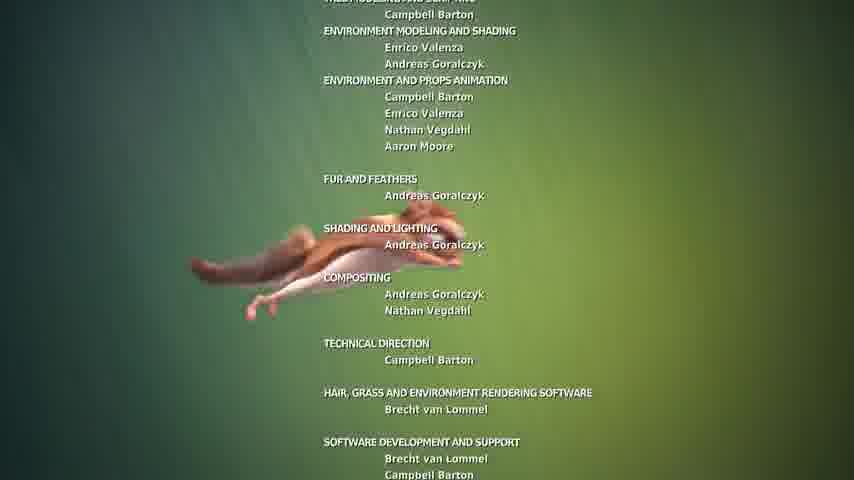 Campbell Barton
ENVIRONMENT MODELING AND SHADING
Enrico Valenza
Andreas Goralczyk
ENVIRONMENT AND PROPS ANIMATION
Campbell Barton
Enrico Valenza
Nathan Vegdahl
Aaron Moore
FUR AND FEATHERS
Andreas Goralczyk
SHADING AND LIGHTING
Andreas Goralczyk
COMPOSITING
Andreas Goralczyk
Nathan Vegdahl
TECHNICAL DIRECTION
Campbell Barton
HAIR, GRASS AND ENVIRONMENT RENDERING SOFTWARE
Brecht van Lommel
SOFTWARE DEVELOPMENT AND SUPPORT
Brecht van Lommel
Campbell Barton